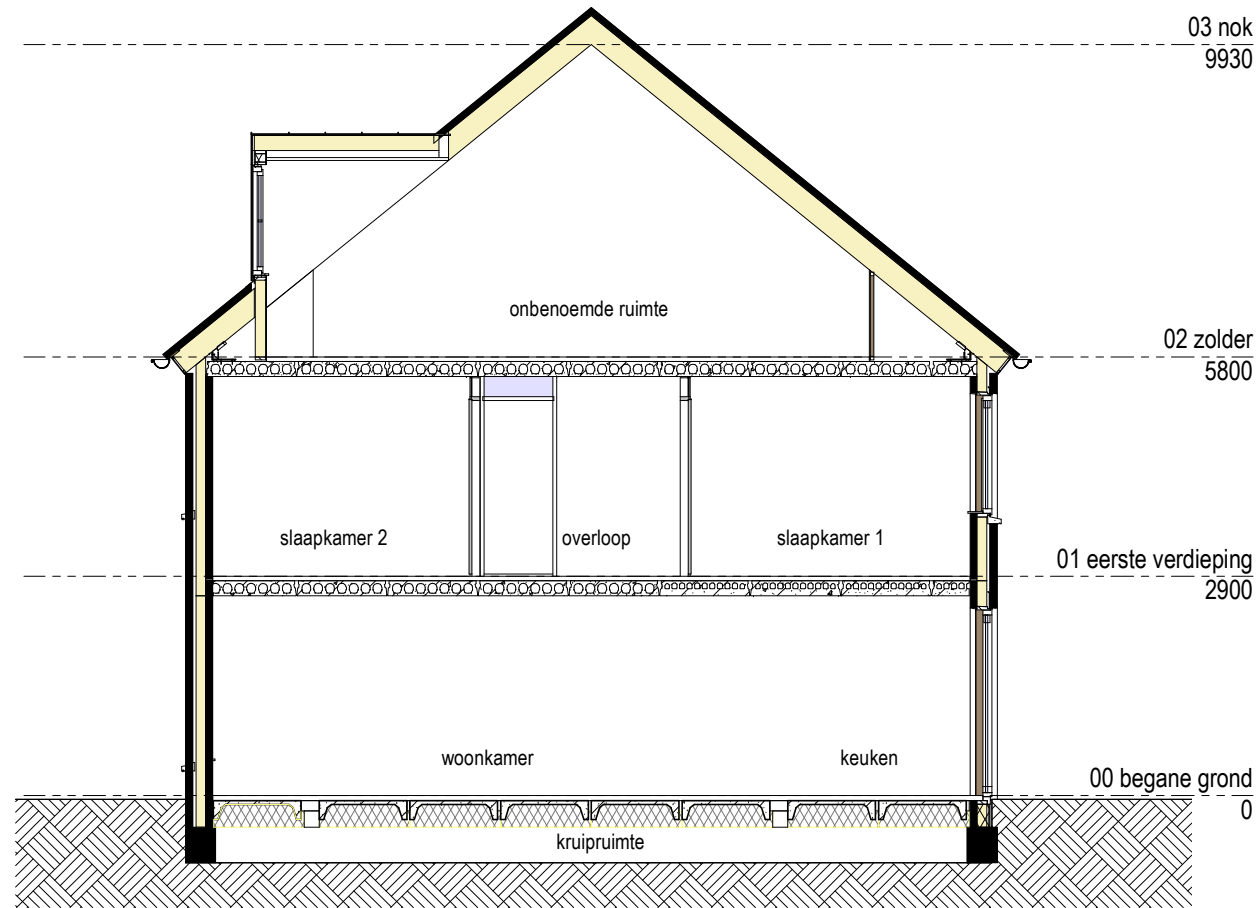 03 nok
9930
onbenoemde ruimte
02 zolder
5800
slaapkamer 2
overloop
slaapkamer 1
01 eerste verdieping
2900
woonkamer
keuken
00 begane grond
0
kruipruimte